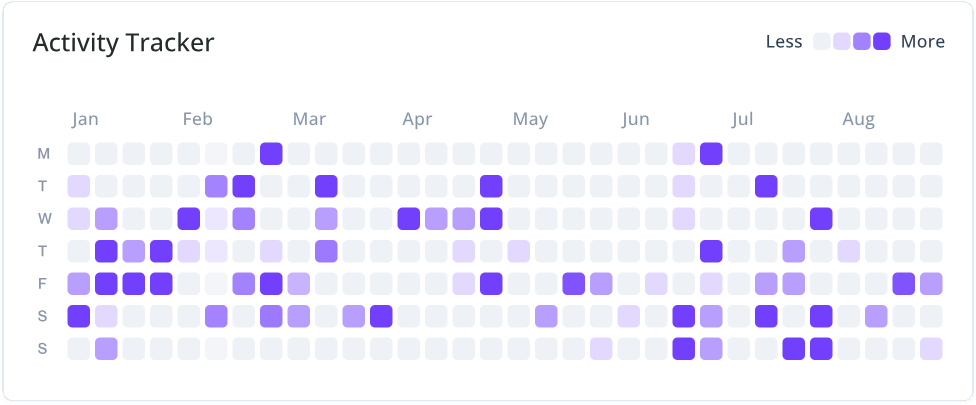 Activity Tracker
Less More
Jan Feb Mar Apr May Jun Jul Aug
M
T
W
T
F
S
S